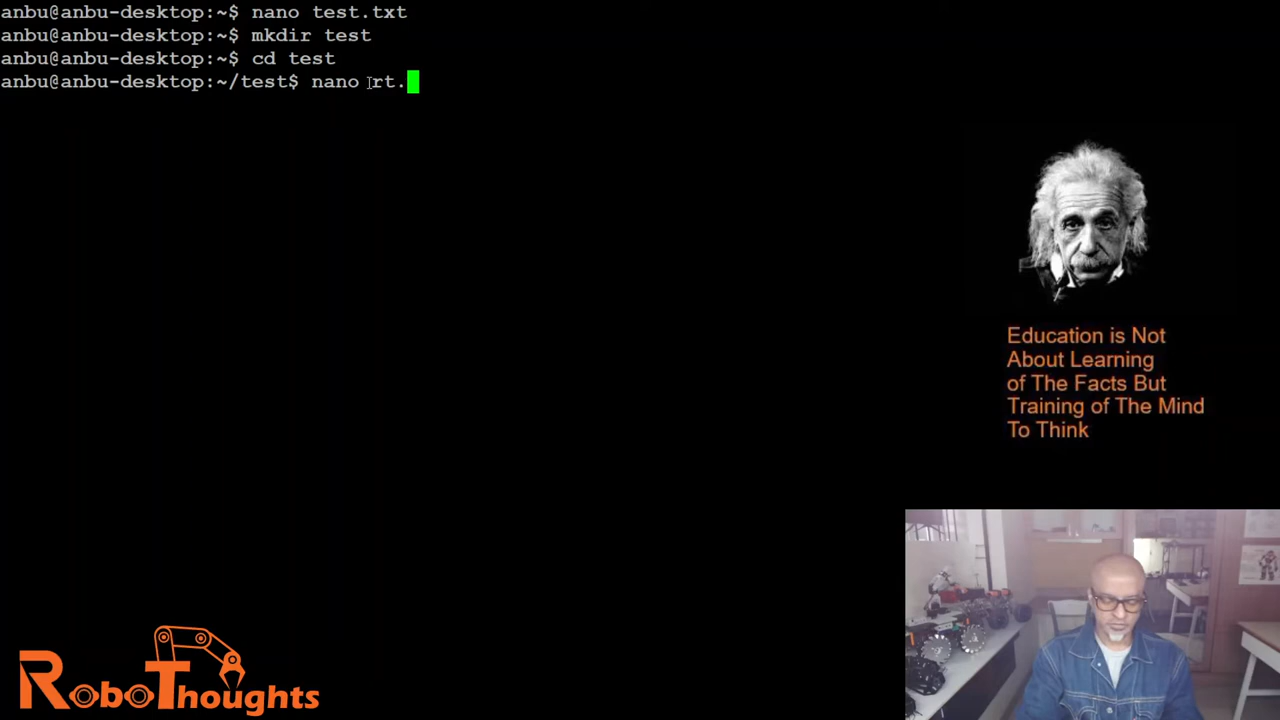 anbu@anbu-desktop:~$ nano test.txt
anbu@anbu-desktop:~$ mkdir test
anbu@anbu-desktop:~$ cd test
anbu@anbu-desktop:~/test$ nano rt.
Education is Not
About Learning
of The Facts But
Training of The Mind
To Think
RoboThoughts